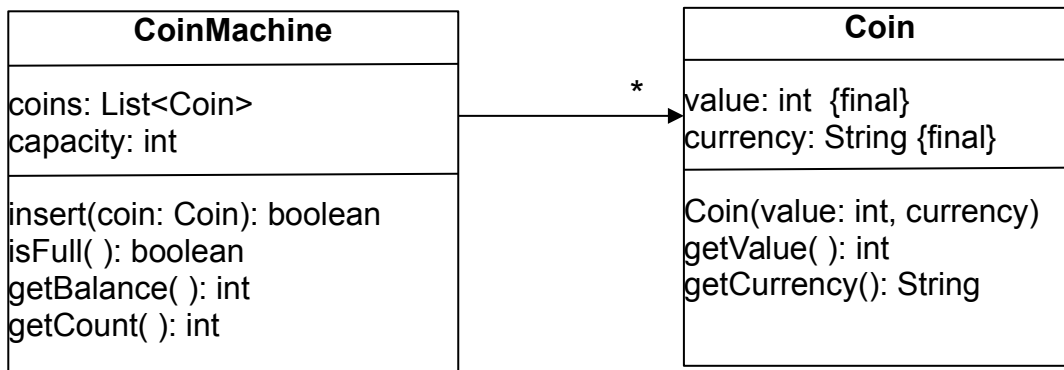 CoinMachine
coins: List<Coin>
capacity: int
insert(coin: Coin): boolean
isFull( ): boolean
getBalance( ): int
getCount( ): int
*
Coin
value: int  {final}
currency: String {final}
Coin(value: int, currency)
getValue( ): int
getCurrency(): String